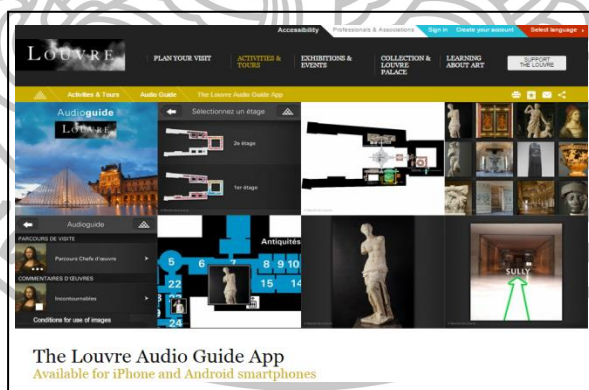 Accessibility Professionals & Associations Sign in Create your account Select language
LOUVRE
PLAN YOUR VISIT
ACTIVITIES &
TOURS
EXHIBITIONS &
EVENTS
COLLECTION &
LOUVRE
PALACE
LEARNING
ABOUT ART
SUPPORT
THE LOUVRE
Activities & Tours Audio Guide The Louvre Audio Guide App
Audioguide
LOUVRE
Sélectionnez un étage
2e étage
1er étage
Audioguide
PARCOURS DE VISITE
Parcours Chefs d'œuvre
COMMENTAIRES D'ŒUVRES
Incontournables
Conditions for use of images
Antiquités
5 6 7 8 9 10
22 15 14
23
24
SULLY
The Louvre Audio Guide App
Available for iPhone and Android smartphones